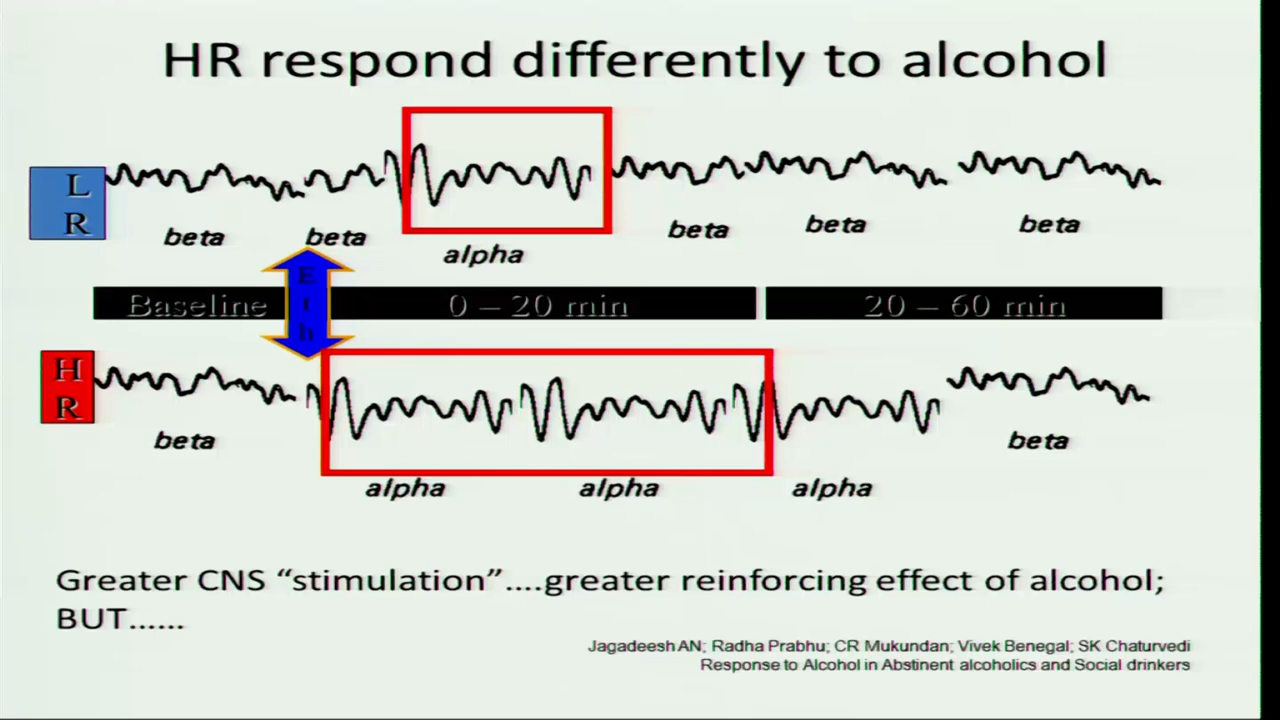 HR respond differently to alcohol
L
R
beta
beta
alpha
beta
beta
beta
Eth
Baseline
0 – 20 min
20 – 60 min
H
R
beta
alpha
alpha
alpha
beta
Greater CNS “stimulation”....greater reinforcing effect of alcohol;
BUT......
Jagadeesh AN; Radha Prabhu; CR Mukundan; Vivek Benegal; SK Chaturvedi
Response to Alcohol in Abstinent alcoholics and Social drinkers